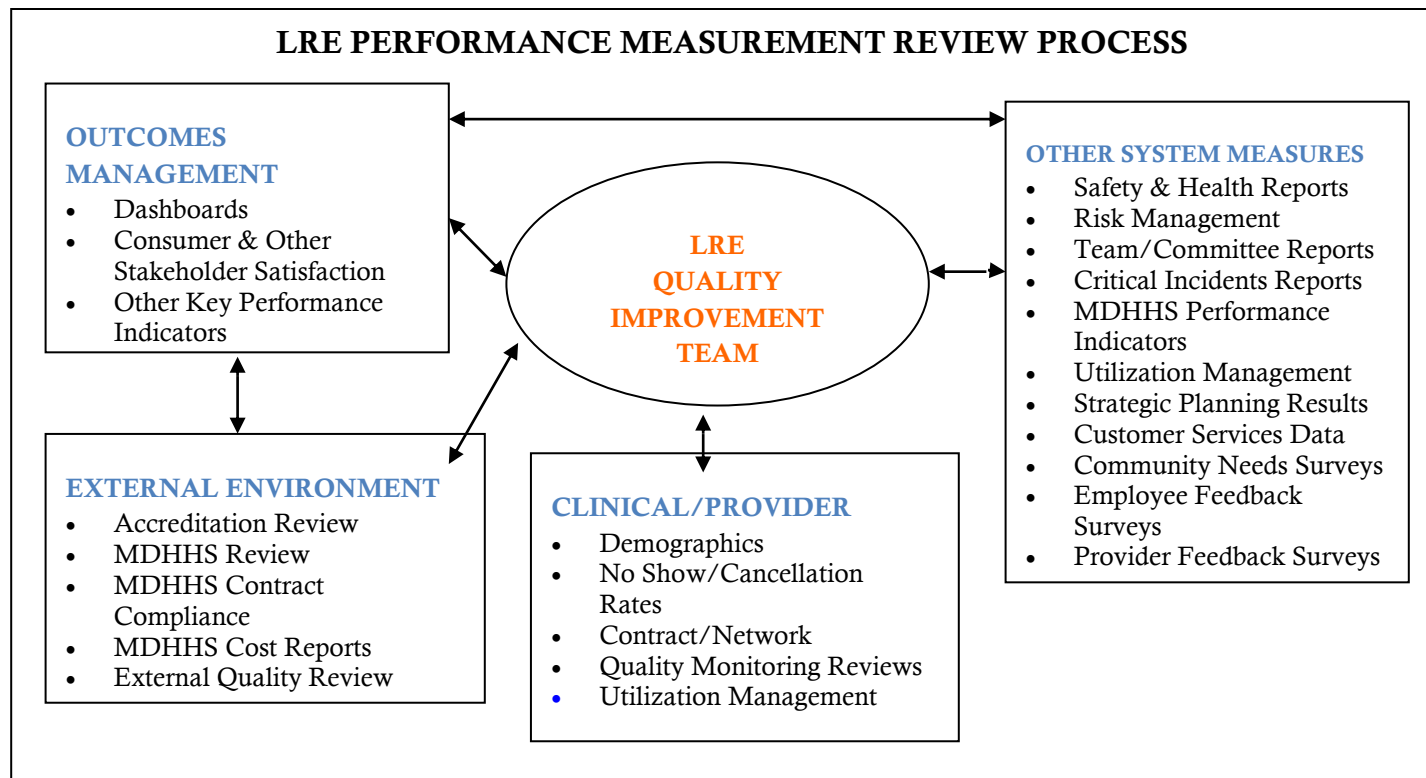 LRE PERFORMANCE MEASUREMENT REVIEW PROCESS
OUTCOMES
MANAGEMENT
• Dashboards
• Consumer & Other
Stakeholder Satisfaction
• Other Key Performance
Indicators
LRE
QUALITY
IMPROVEMENT
TEAM
OTHER SYSTEM MEASURES
• Safety & Health Reports
• Risk Management
• Team/Committee Reports
• Critical Incidents Reports
• MDHHS Performance
Indicators
• Utilization Management
• Strategic Planning Results
• Customer Services Data
• Community Needs Surveys
• Employee Feedback
Surveys
• Provider Feedback Surveys
EXTERNAL ENVIRONMENT
• Accreditation Review
• MDHHS Review
• MDHHS Contract
Compliance
• MDHHS Cost Reports
• External Quality Review
CLINICAL/PROVIDER
• Demographics
• No Show/Cancellation
Rates
• Contract/Network
• Quality Monitoring Reviews
• Utilization Management